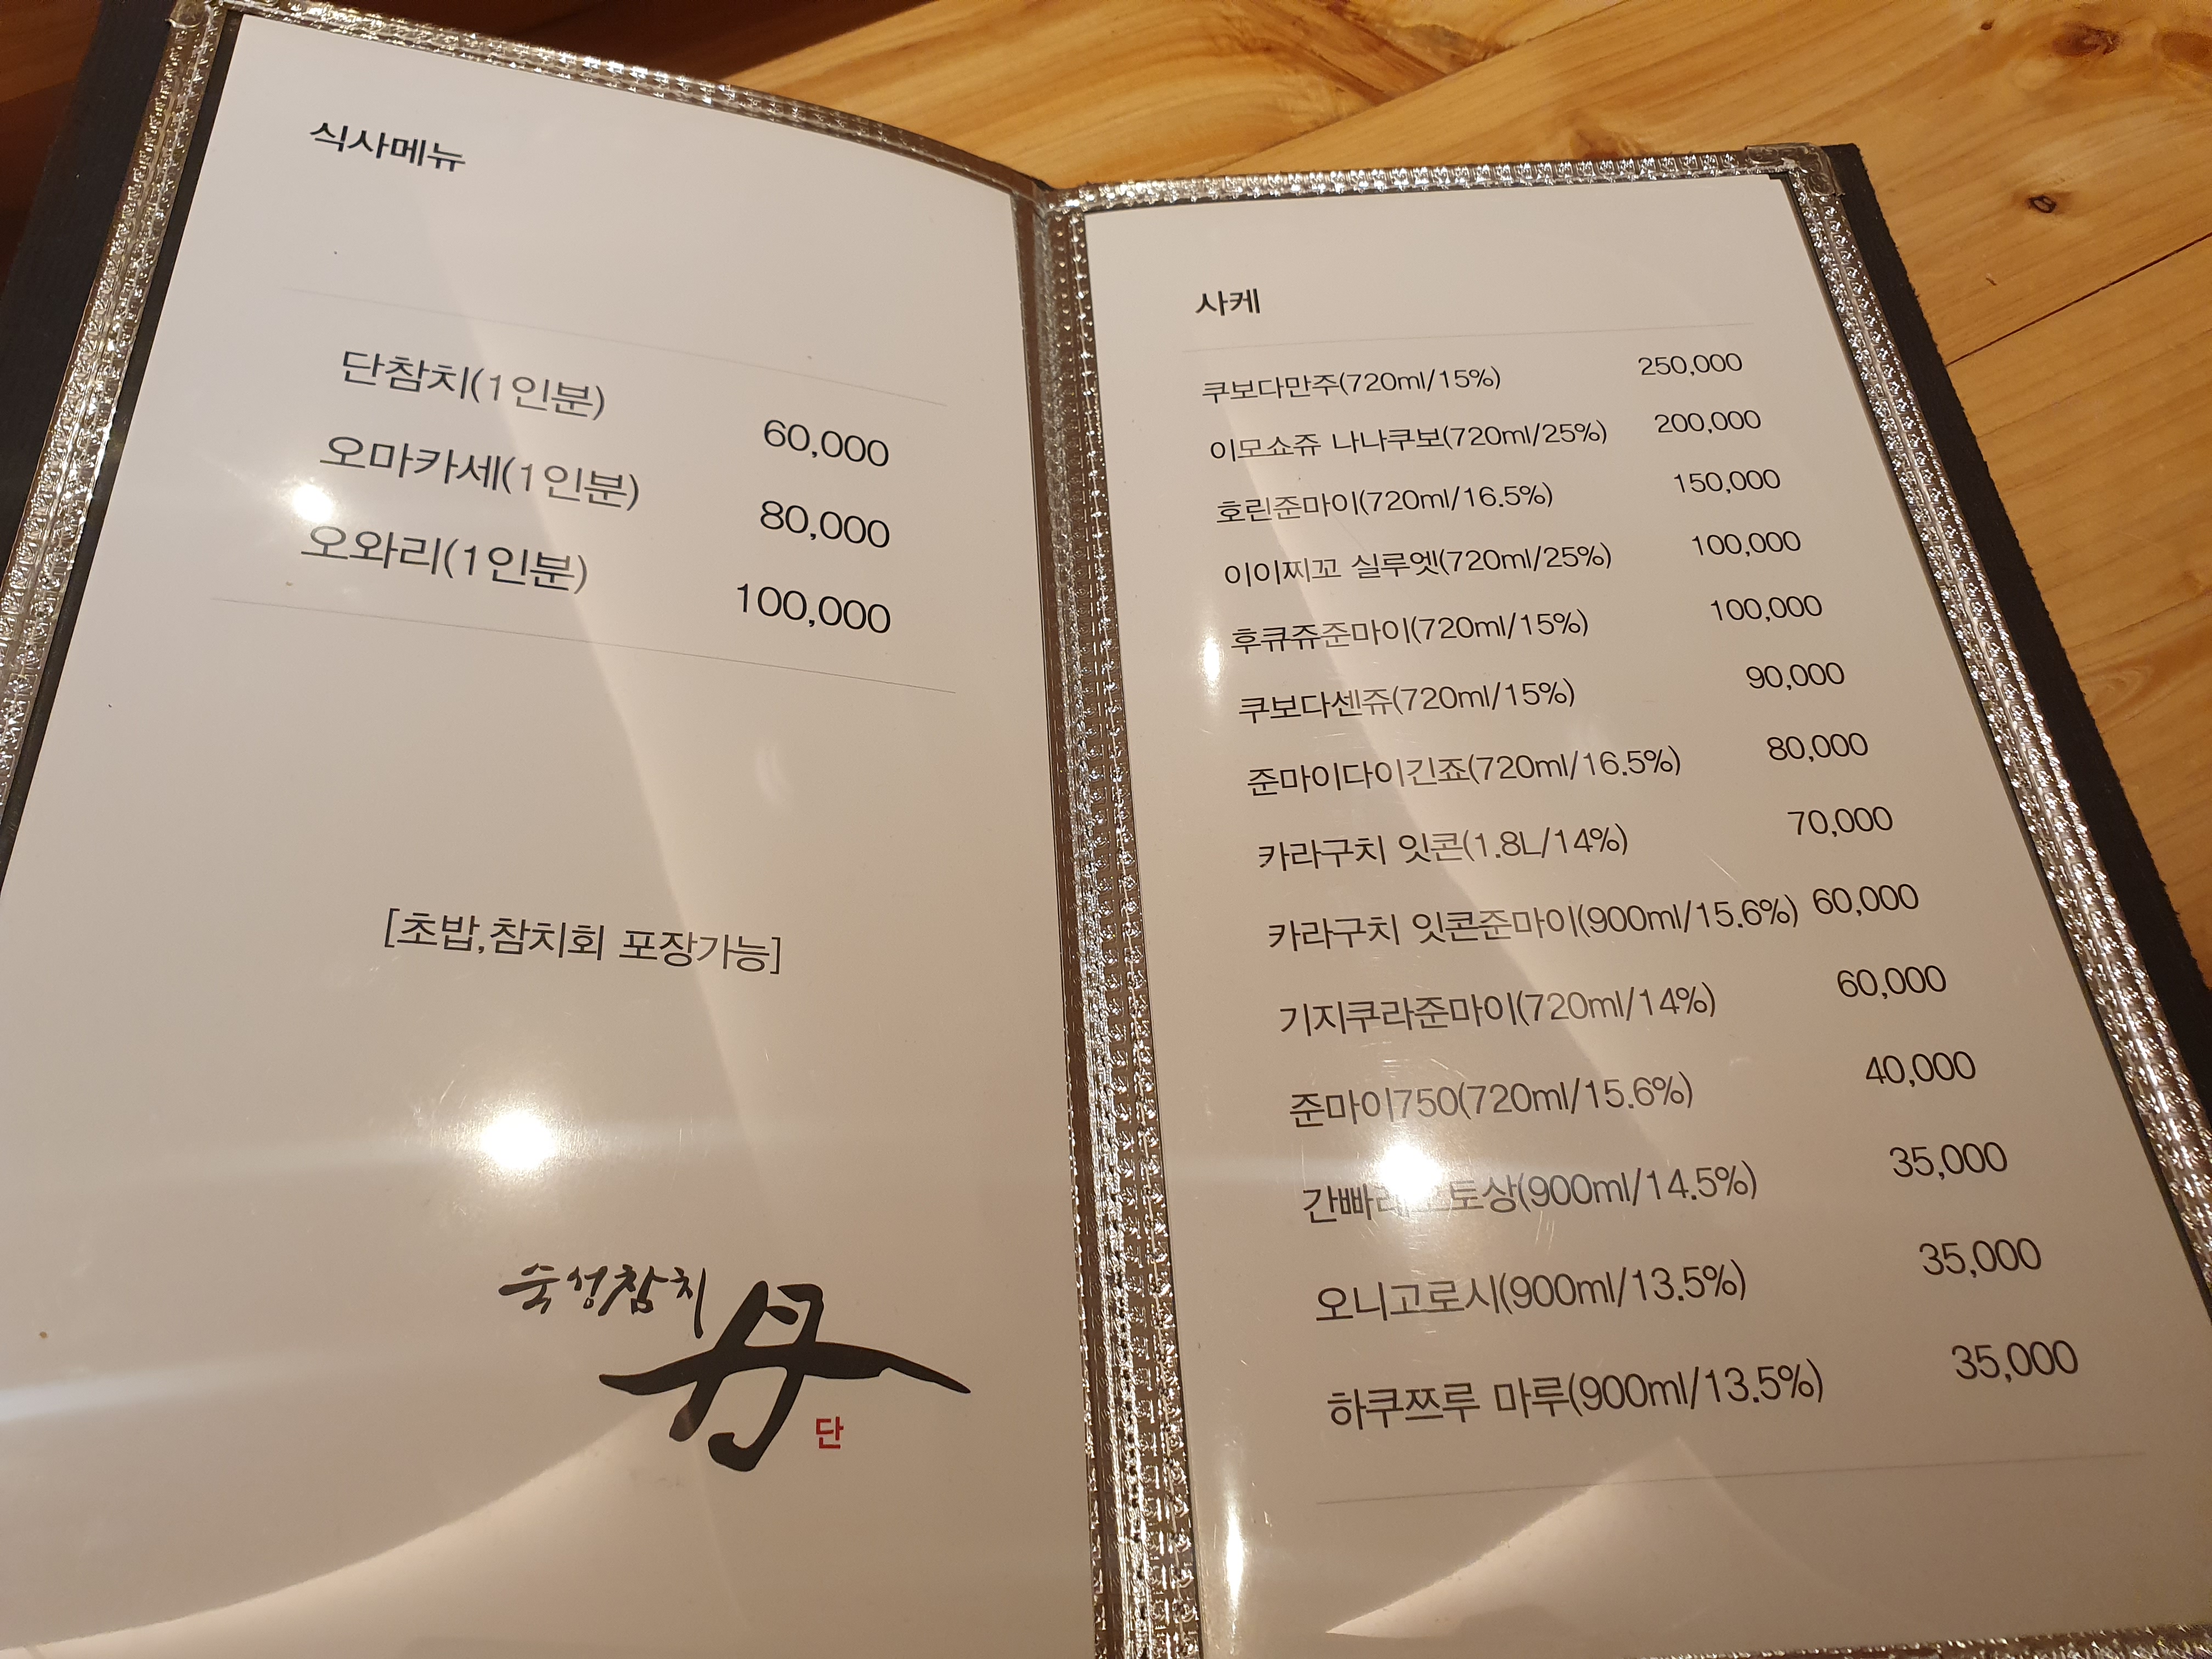 식사메뉴
단참치(1인분) 60,000
오마카세(1인분) 80,000
오와리(1인분) 100,000
[초밥,참치회 포장가능]
숙성참치
단
사케
쿠보다만주(720ml/15%) 250,000
이모쇼쥬 나나쿠보(720ml/25%) 200,000
호린준마이(720ml/16.5%) 150,000
이이찌꼬 실루엣(720ml/25%) 100,000
후큐쥬준마이(720ml/15%) 100,000
쿠보다센쥬(720ml/15%) 90,000
준마이다이긴죠(720ml/16.5%) 80,000
카라구치 잇콘(1.8L/14%) 70,000
카라구치 잇콘준마이(900ml/15.6%) 60,000
기지쿠라준마이(720ml/14%) 60,000
준마이750(720ml/15.6%) 40,000
(900ml/14.5%) 35,000
오니고로시(900ml/13.5%) 35,000
하쿠쯔루 마루(900ml/13.5%) 35,000